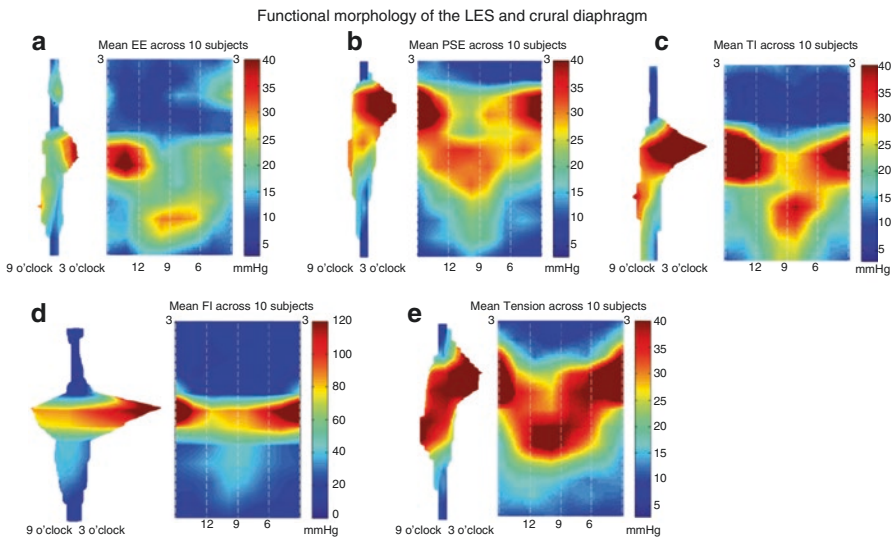 Functional morphology of the LES and crural diaphragm
a
Mean EE across 10 subjects
3 3
40
35
30
25
20
15
10
5
9 o'clock 3 o'clock
12 9 6 mmHg
b
Mean PSE across 10 subjects
3 3
40
35
30
25
20
15
10
5
9 o'clock 3 o'clock
12 9 6 mmHg
c
Mean TI across 10 subjects
3 3
40
35
30
25
20
15
10
5
9 o'clock 3 o'clock
12 9 6 mmHg
d
Mean FI across 10 subjects
3 3
120
100
80
60
40
20
0
9 o'clock 3 o'clock
12 9 6 mmHg
e
Mean Tension across 10 subjects
3 3
40
35
30
25
20
15
10
5
9 o'clock 3 o'clock
12 9 6 mmHg